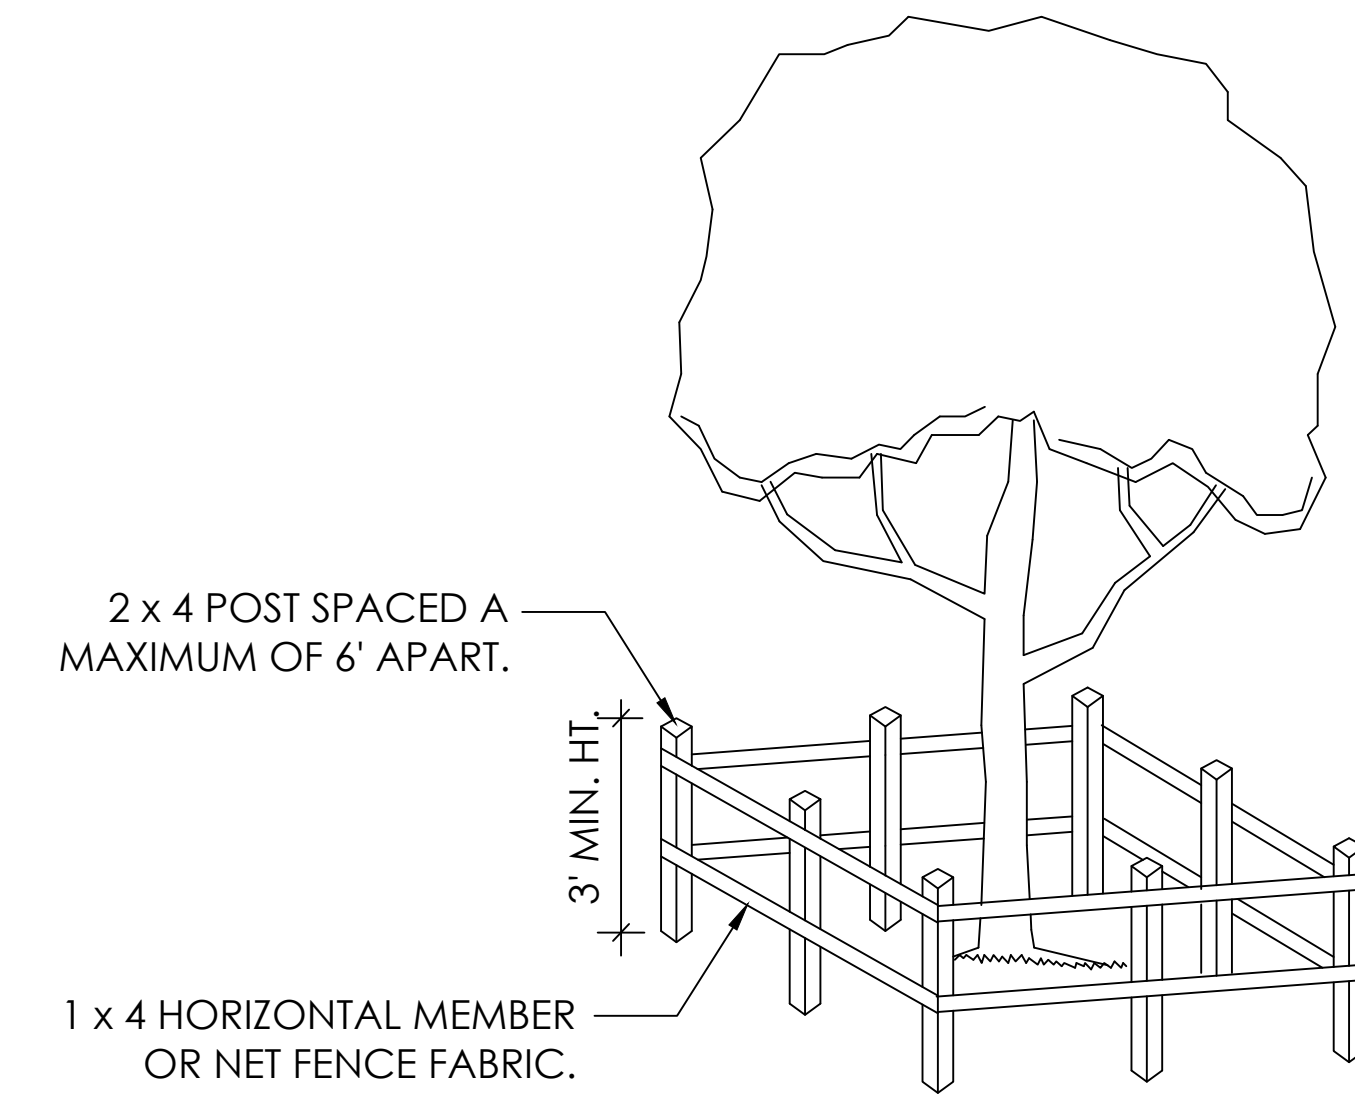 2 x 4 POST SPACED A
MAXIMUM OF 6' APART.
3' MIN. HT.
1 x 4 HORIZONTAL MEMBER
OR NET FENCE FABRIC.